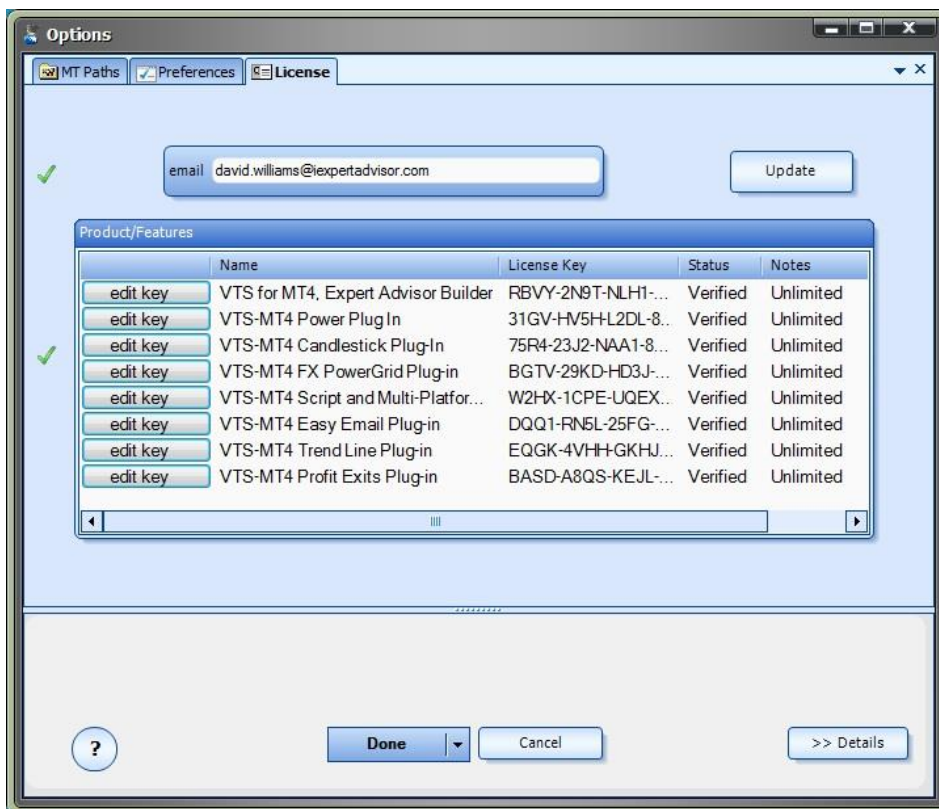 Options
MT Paths Preferences License
email david.williams@iexpertadvisor.com Update
Product/Features
Name License Key Status Notes
edit key VTS for MT4, Expert Advisor Builder RBVY-2N9T-NLH1-... Verified Unlimited
edit key VTS-MT4 Power Plug In 31GV-HV5H-L2DL-8.. Verified Unlimited
edit key VTS-MT4 Candlestick Plug-In 75R4-23J2-NAA1-8... Verified Unlimited
edit key VTS-MT4 FX PowerGrid Plug-in BGTV-29KD-HD3J-... Verified Unlimited
edit key VTS-MT4 Script and Multi-Platfor... W2HX-1CPE-UQEX... Verified Unlimited
edit key VTS-MT4 Easy Email Plug-in DQQ1-RN5L-25FG-... Verified Unlimited
edit key VTS-MT4 Trend Line Plug-in EQGK-4VHH-GKHJ... Verified Unlimited
edit key VTS-MT4 Profit Exits Plug-in BASD-A8QS-KEJL-... Verified Unlimited
? Done Cancel >> Details